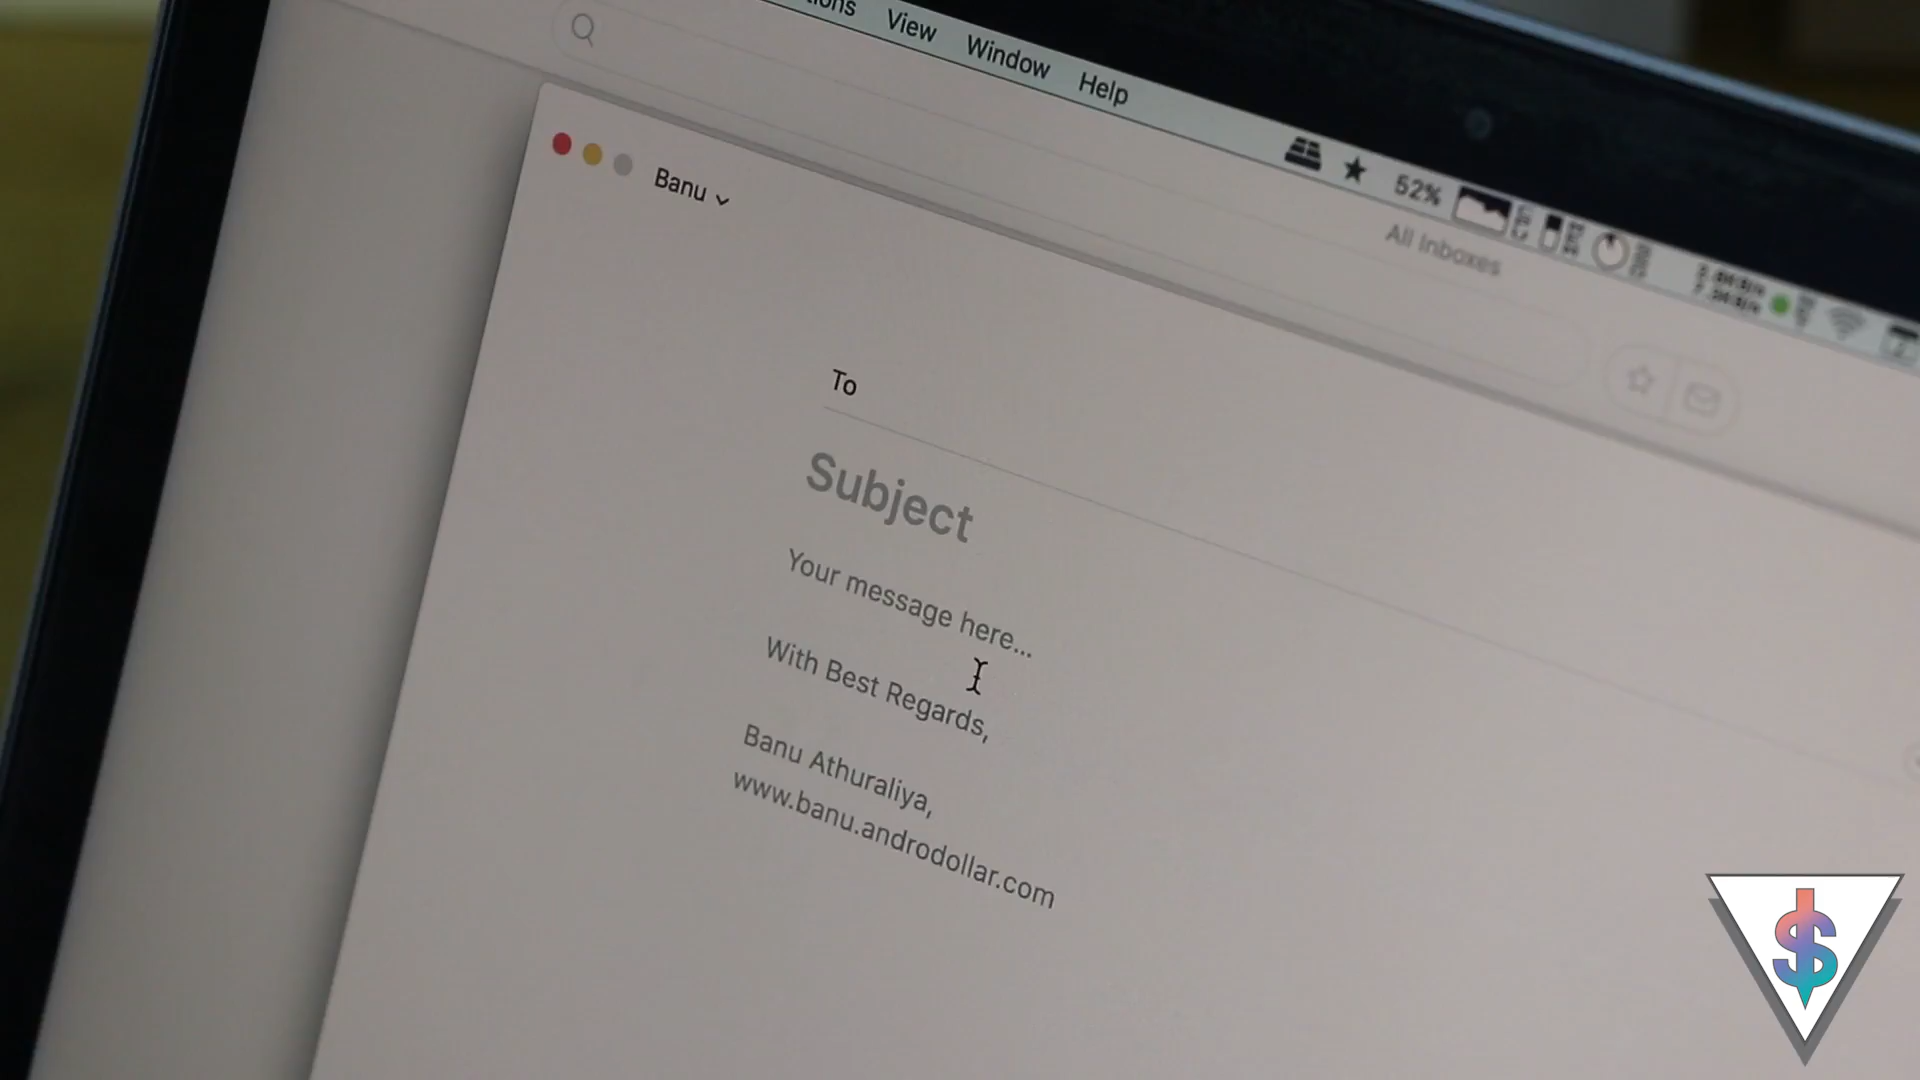 View Window Help
52%
All Inboxes
Banu
To
Subject
Your message here...
With Best Regards,
Banu Athuraliya,
www.banu.androdollar.com
$